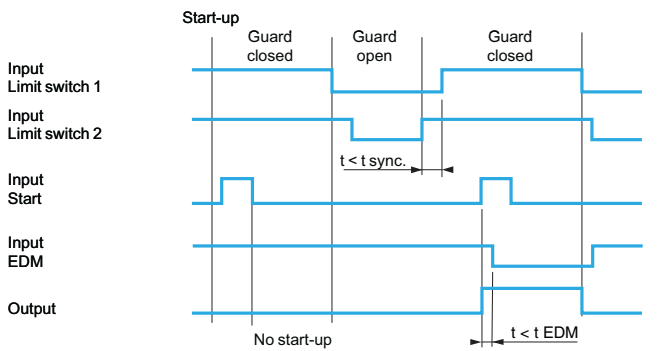 Start-up
Guard
closed
Guard
open
Guard
closed
Input
Limit switch 1
Input
Limit switch 2
t < t sync.
Input
Start
Input
EDM
Output
No start-up
t < t EDM